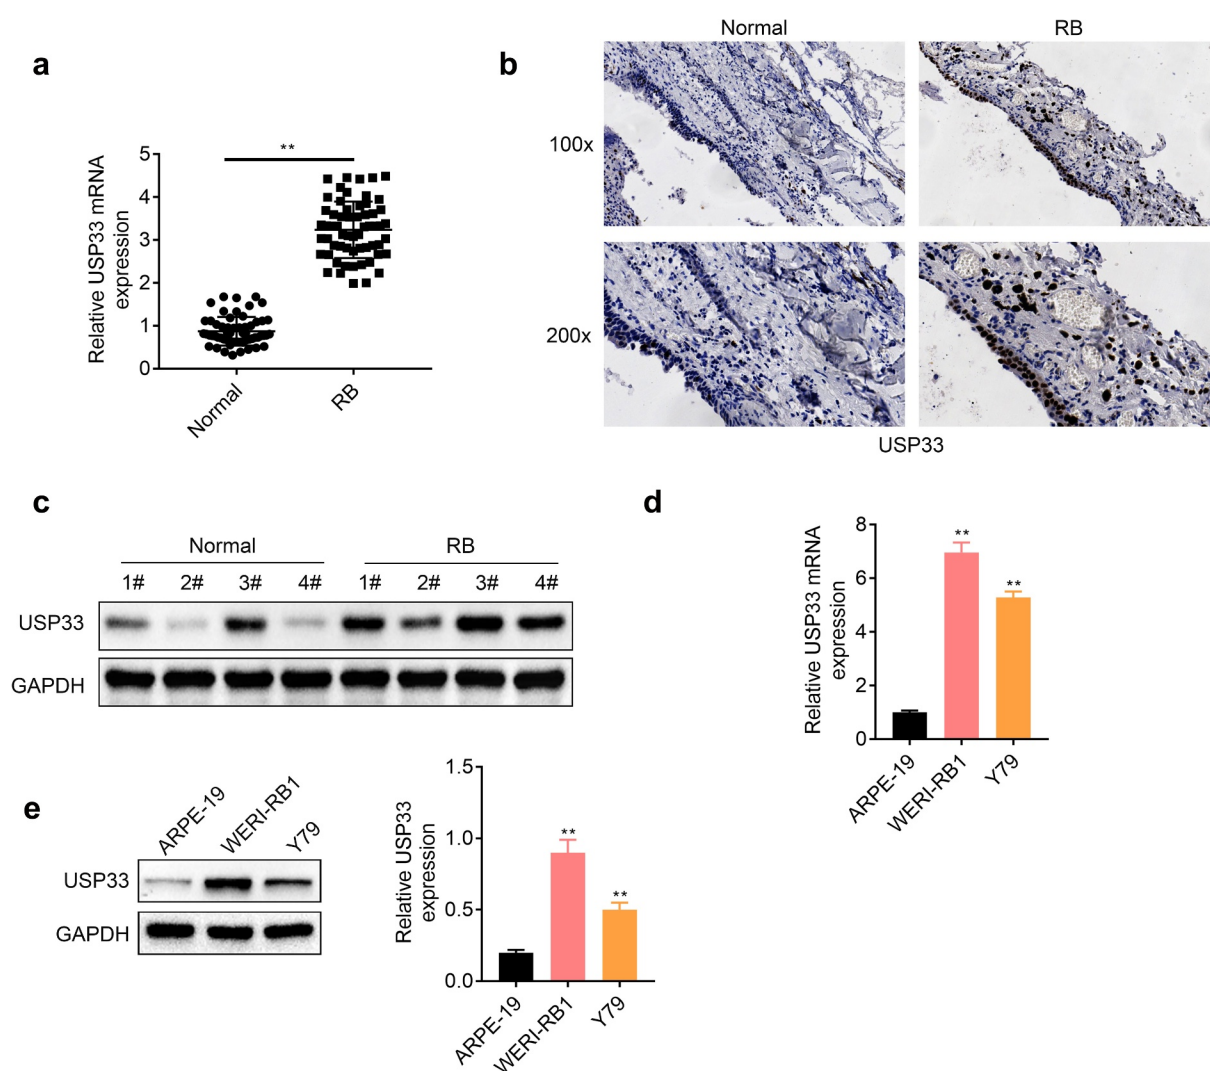 a
5
4
3
2
1
0
Relative USP33 mRNA
expression
**
Normal
RB
b
Normal
RB
100x
200x
USP33
c
Normal
RB
1# 2# 3# 4# 1# 2# 3# 4#
USP33
GAPDH
d
8
6
4
2
0
Relative USP33 mRNA
expression
**
**
ARPE-19
WERI-RB1
Y79
e
ARPE-19
WERI-RB1
Y79
USP33
GAPDH
1.5
1.0
0.5
0.0
Relative USP33
expression
**
**
ARPE-19
WERI-RB1
Y79